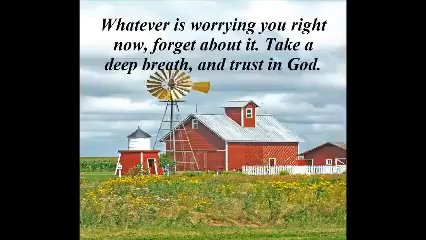 Whatever is worrying you right
now, forget about it. Take a
deep breath, and trust in God.